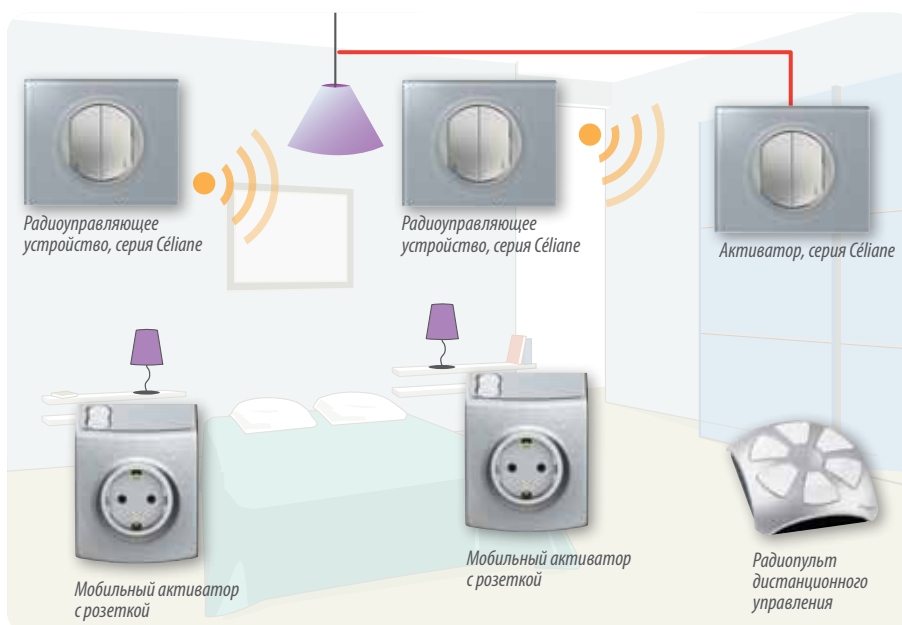 Радиоуправляющее
устройство, серия Céliane
Радиоуправляющее
устройство, серия Céliane
Активатор, серия Céliane
Мобильный активатор
с розеткой
Мобильный активатор
с розеткой
Радиопульт
дистанционного
управления